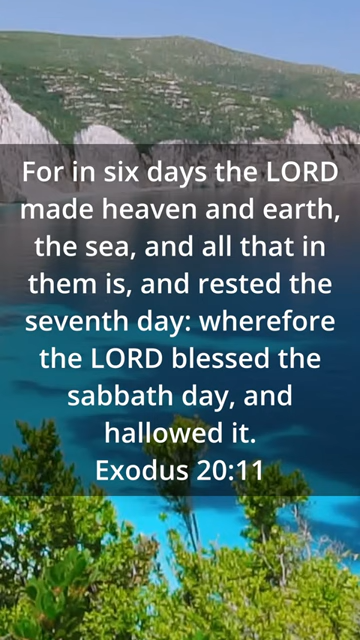 For in six days the LORD
made heaven and earth,
the sea, and all that in
them is, and rested the
seventh day: wherefore
the LORD blessed the
sabbath day, and
hallowed it.
Exodus 20:11